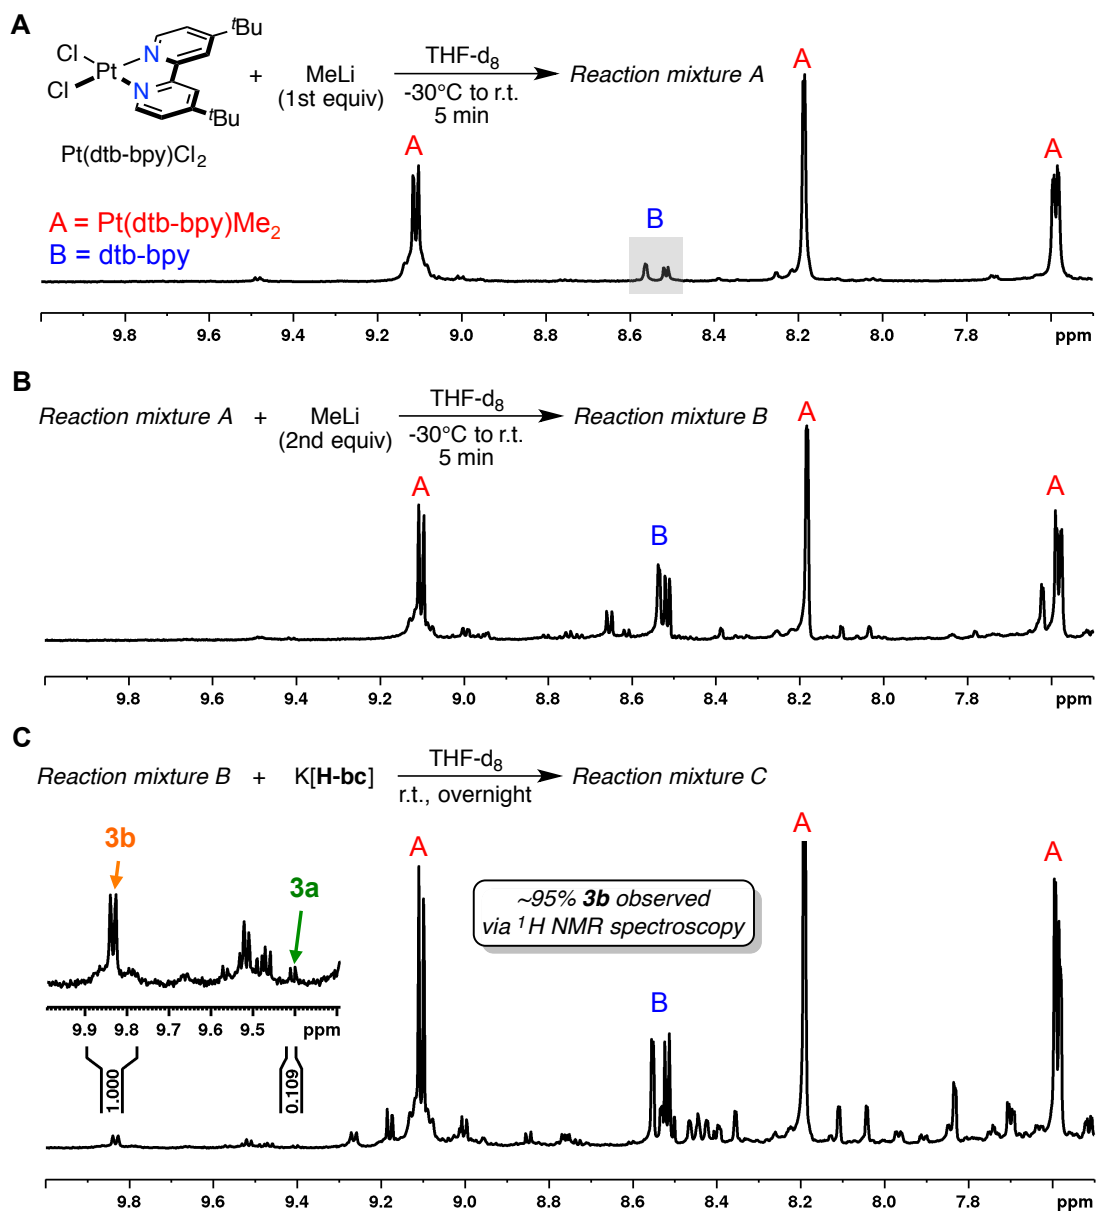 A
Cl
Cl
Pt
N
N
tBu
tBu
Pt(dtb-bpy)Cl2
+
MeLi
(1st equiv)
THF-d8
-30°C to r.t.
5 min
Reaction mixture A
A = Pt(dtb-bpy)Me2
B = dtb-bpy
A
B
A
A
9.8 9.6 9.4 9.2 9.0 8.8 8.6 8.4 8.2 8.0 7.8 ppm
B
Reaction mixture A + MeLi
(2nd equiv)
THF-d8
-30°C to r.t.
5 min
Reaction mixture B
A
B
A
A
9.8 9.6 9.4 9.2 9.0 8.8 8.6 8.4 8.2 8.0 7.8 ppm
C
Reaction mixture B + K[H-bc]
THF-d8
r.t., overnight
Reaction mixture C
3b
3a
A
~95% 3b observed
via 1H NMR spectroscopy
B
A
A
9.9 9.8 9.7 9.6 9.5 ppm
1.000
0.109
9.8 9.6 9.4 9.2 9.0 8.8 8.6 8.4 8.2 8.0 7.8 ppm